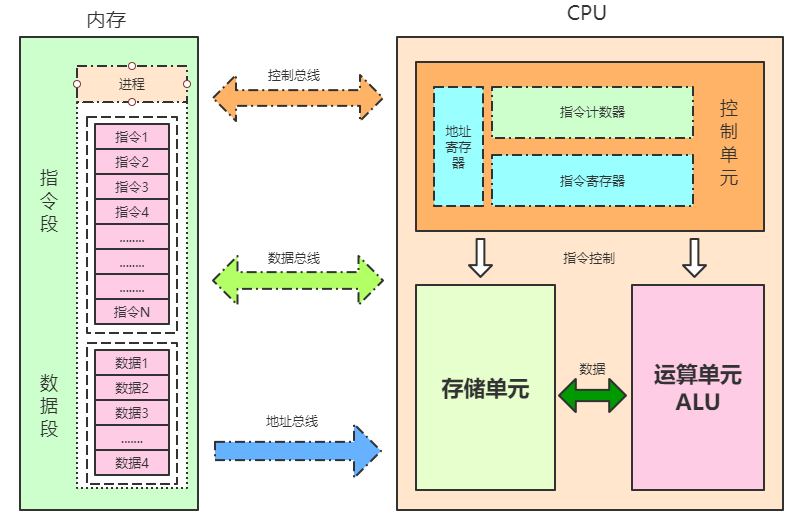 内存
进程
指令段
指令1
指令2
指令3
指令4
........
........
........
指令N
数据段
数据1
数据2
数据3
.......
数据4
控制总线
数据总线
地址总线
CPU
地址
寄存
器
指令计数器
指令寄存器
控制单元
指令控制
存储单元
数据
运算单元
ALU